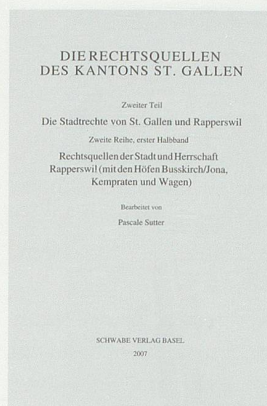 DIE RECHTSQUELLEN
DES KANTONS ST. GALLEN
Zweiter Teil
Die Stadtrechte von St. Gallen und Rapperswil
Zweite Reihe, erster Halbband
Rechtsquellen der Stadt und Herrschaft
Rapperswil (mit den Höfen Busskirch/Jona,
Kempraten und Wagen)
Bearbeitet von
Pascale Sutter
SCHWABE VERLAG BASEL
2007